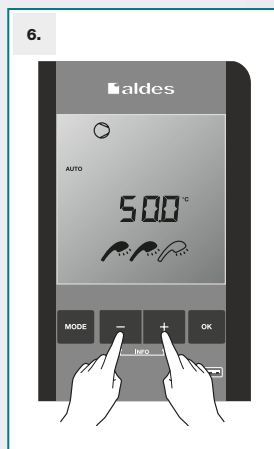 6.
aldes
AUTO
50.0 °C
MODE
−
+
OK
INFO